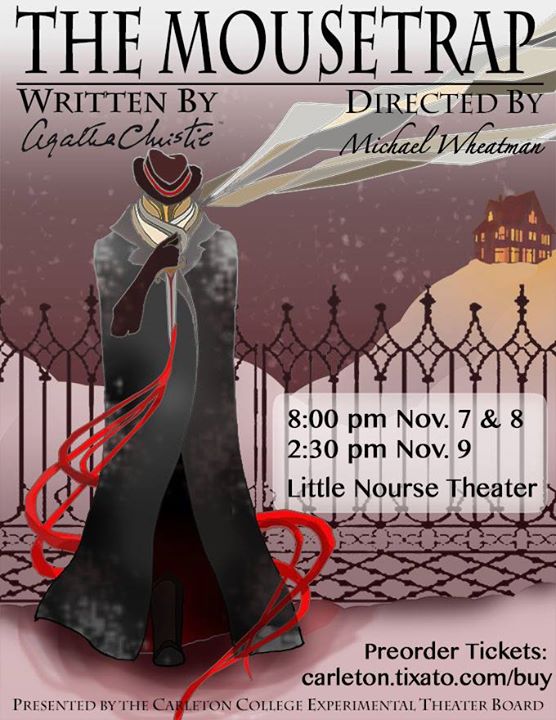 THE MOUSETRAP
WRITTEN BY
Agatha Christie
DIRECTED BY
Michael Wheatman
8:00 pm Nov. 7 & 8
2:30 pm Nov. 9
Little Nourse Theater
Preorder Tickets:
carleton.tixato.com/buy
PRESENTED BY THE CARLETON COLLEGE EXPERIMENTAL THEATER BOARD